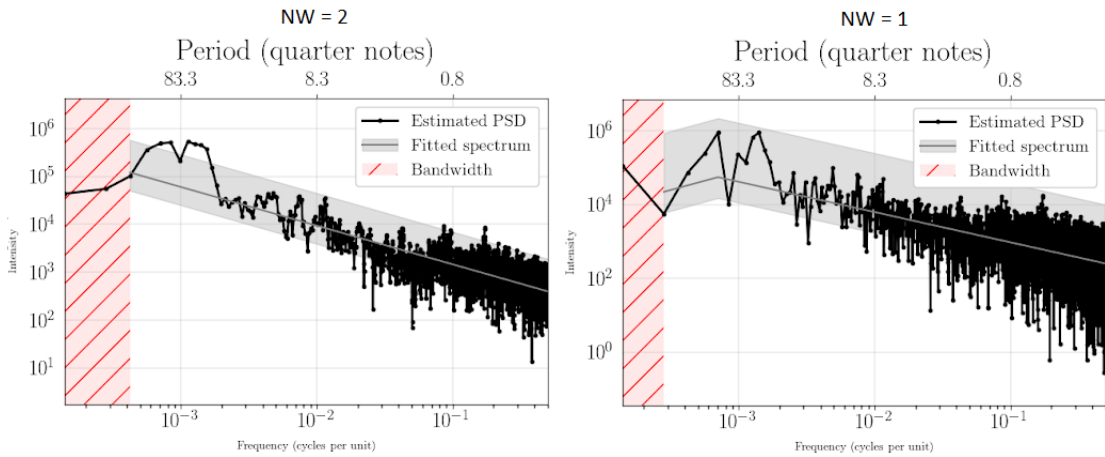 NW = 2
Period (quarter notes)
83.3 8.3 0.8
10^6
10^5
10^4
10^3
10^2
10^1
Intensity
Estimated PSD
Fitted spectrum
Bandwidth
10^-3 10^-2 10^-1
Frequency (cycles per unit)
NW = 1
Period (quarter notes)
83.3 8.3 0.8
10^6
10^4
10^2
10^0
Intensity
Estimated PSD
Fitted spectrum
Bandwidth
10^-3 10^-2 10^-1
Frequency (cycles per unit)